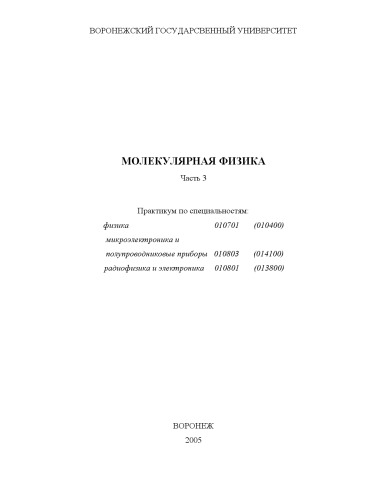 ВОРОНЕЖСКИЙ ГОСУДАРСВЕННЫЙ УНИВЕРСИТЕТ
МОЛЕКУЛЯРНАЯ ФИЗИКА
Часть 3
Практикум по специальностям:
физика 010701 (010400)
микроэлектроника и
полупроводниковые приборы 010803 (014100)
радиофизика и электроника 010801 (013800)
ВОРОНЕЖ
2005